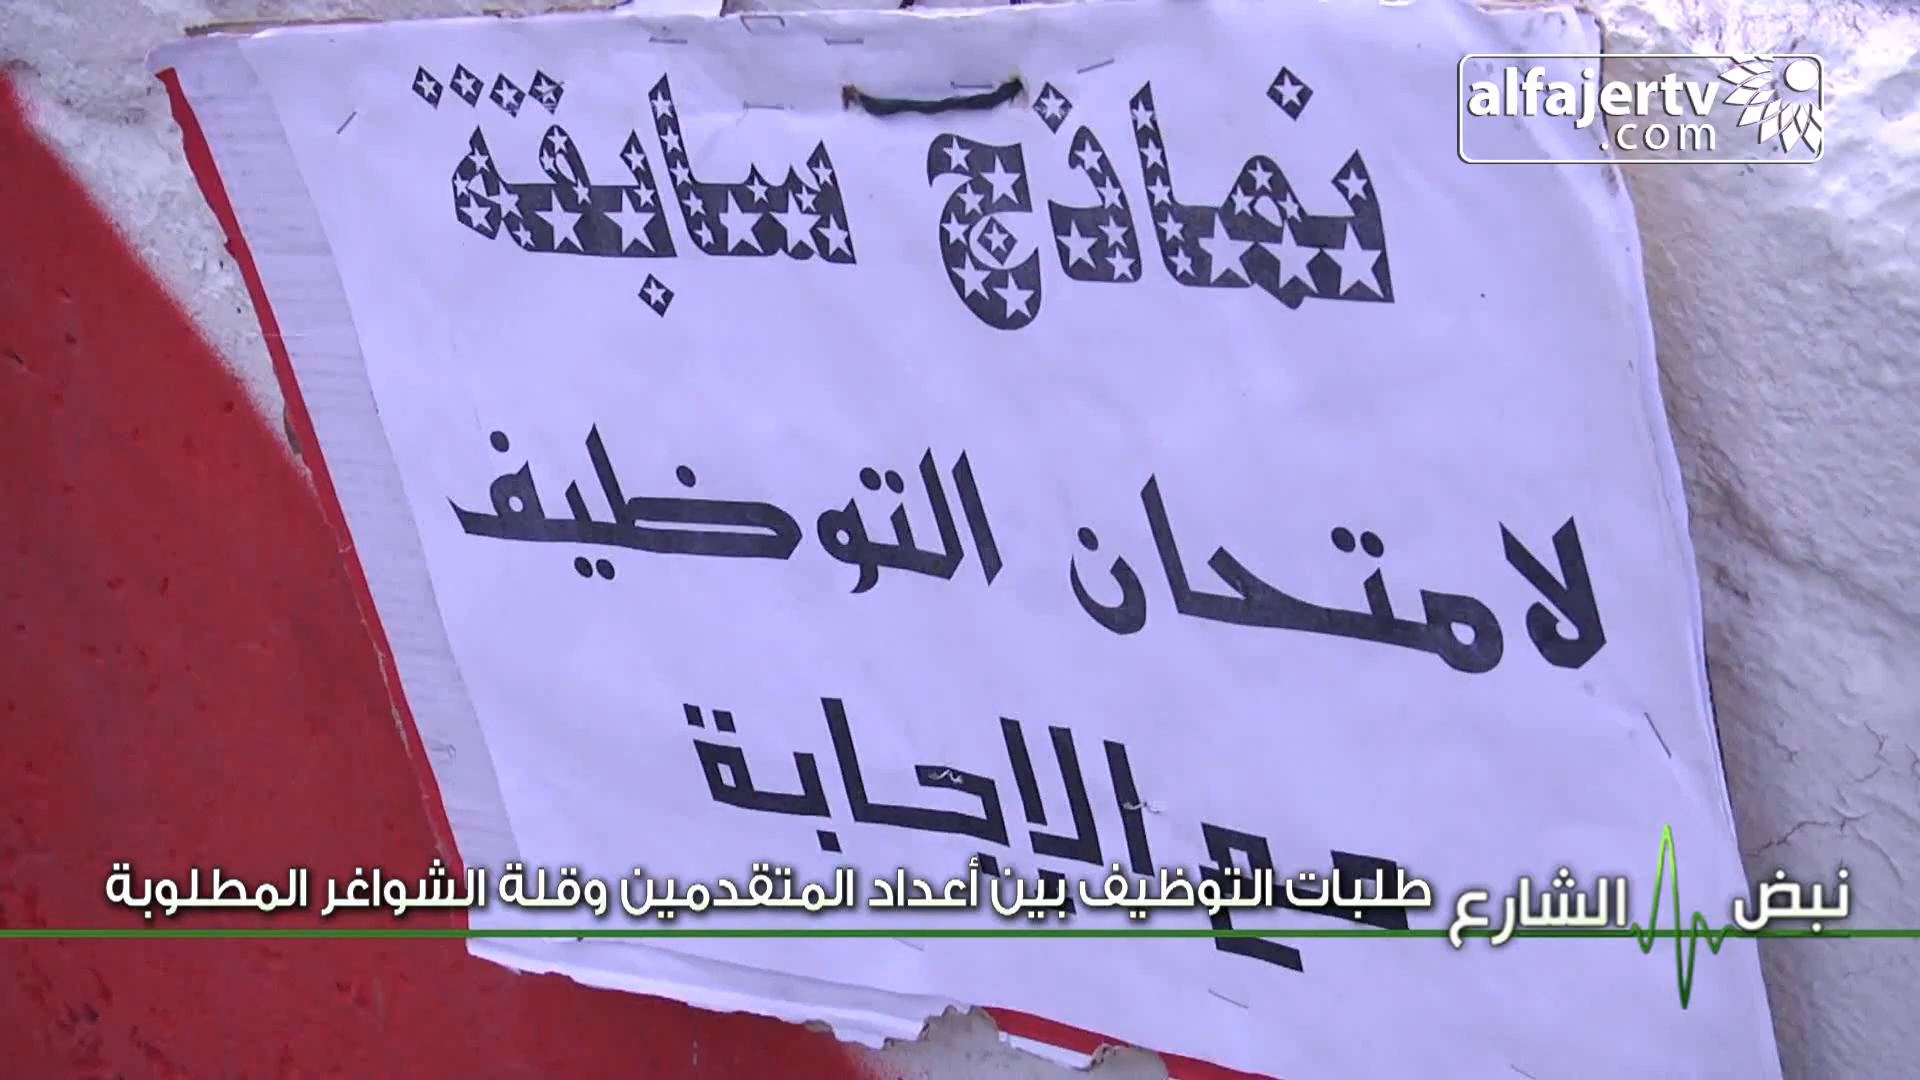 alfajertv
.com
نماذج سابقة
لامتحان التوظيف
مع الإجابة
نبض الشارع
طلبات التوظيف بين أعداد المتقدمين وقلة الشواغر المطلوبة